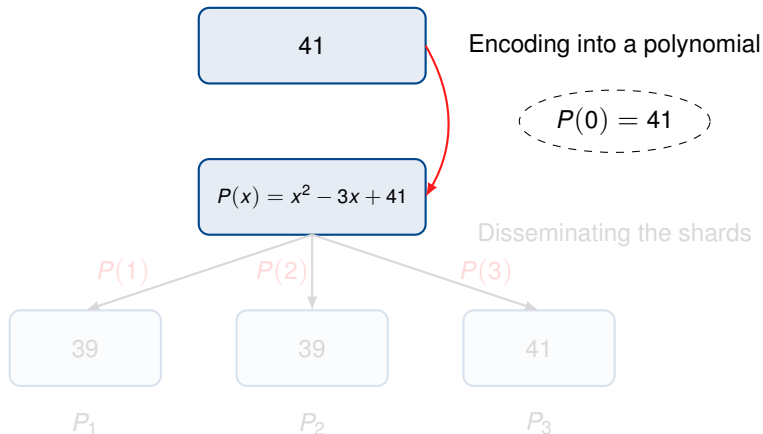 41
Encoding into a polynomial
P(0) = 41
P(x) = x² − 3x + 41
Disseminating the shards
P(1) P(2) P(3)
39 39 41
P₁ P₂ P₃